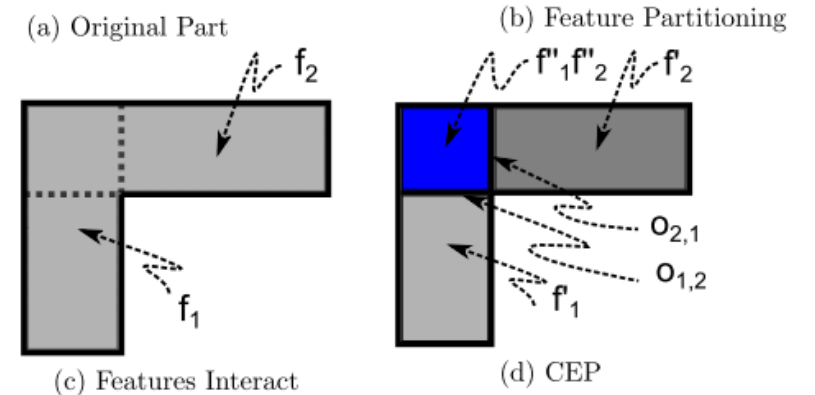 (a) Original Part
(b) Feature Partitioning
f₂
f"₁f"₂
f'₂
o₂,₁
o₁,₂
f₁
f'₁
(c) Features Interact
(d) CEP